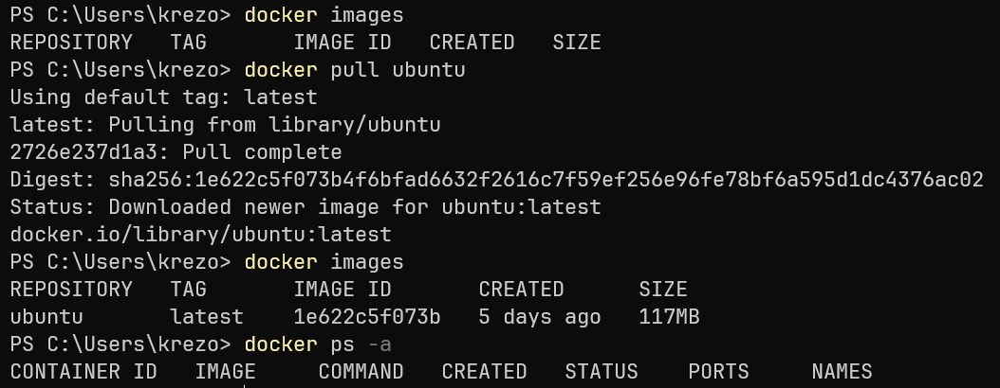 PS C:\Users\krezo> docker images
REPOSITORY   TAG       IMAGE ID   CREATED   SIZE
PS C:\Users\krezo> docker pull ubuntu
Using default tag: latest
latest: Pulling from library/ubuntu
2726e237d1a3: Pull complete
Digest: sha256:1e622c5f073b4f6bfad6632f2616c7f59ef256e96fe78bf6a595d1dc4376ac02
Status: Downloaded newer image for ubuntu:latest
docker.io/library/ubuntu:latest
PS C:\Users\krezo> docker images
REPOSITORY   TAG       IMAGE ID       CREATED      SIZE
ubuntu       latest    1e622c5f073b   5 days ago   117MB
PS C:\Users\krezo> docker ps -a
CONTAINER ID   IMAGE     COMMAND   CREATED   STATUS    PORTS     NAMES